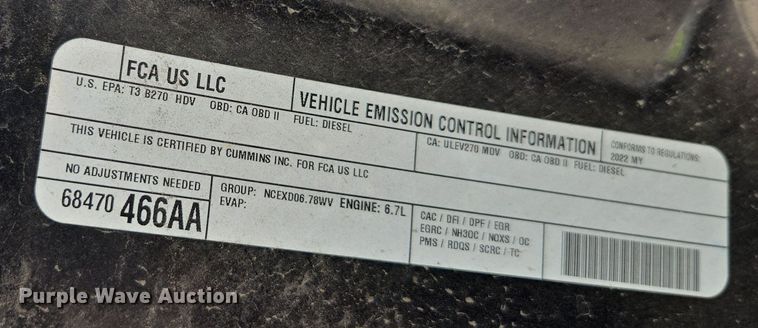 FCA US LLC
VEHICLE EMISSION CONTROL INFORMATION
CONFORMS TO REGULATIONS:
2022 MY
U.S. EPA: T3 B270 HDV OBD: CA OBD II FUEL: DIESEL
CA: ULEV270 MDV OBD: CA OBD II FUEL: DIESEL
THIS VEHICLE IS CERTIFIED BY CUMMINS INC. FOR FCA US LLC
NO ADJUSTMENTS NEEDED
68470 466AA
GROUP: NCEXD06.78WV ENGINE: 6.7L
EVAP:
CAC / DFI / DPF / EGR
EGRC / NH3OC / NOXS / OC
PMS / RDQS / SCRC / TC
Purple Wave Auction